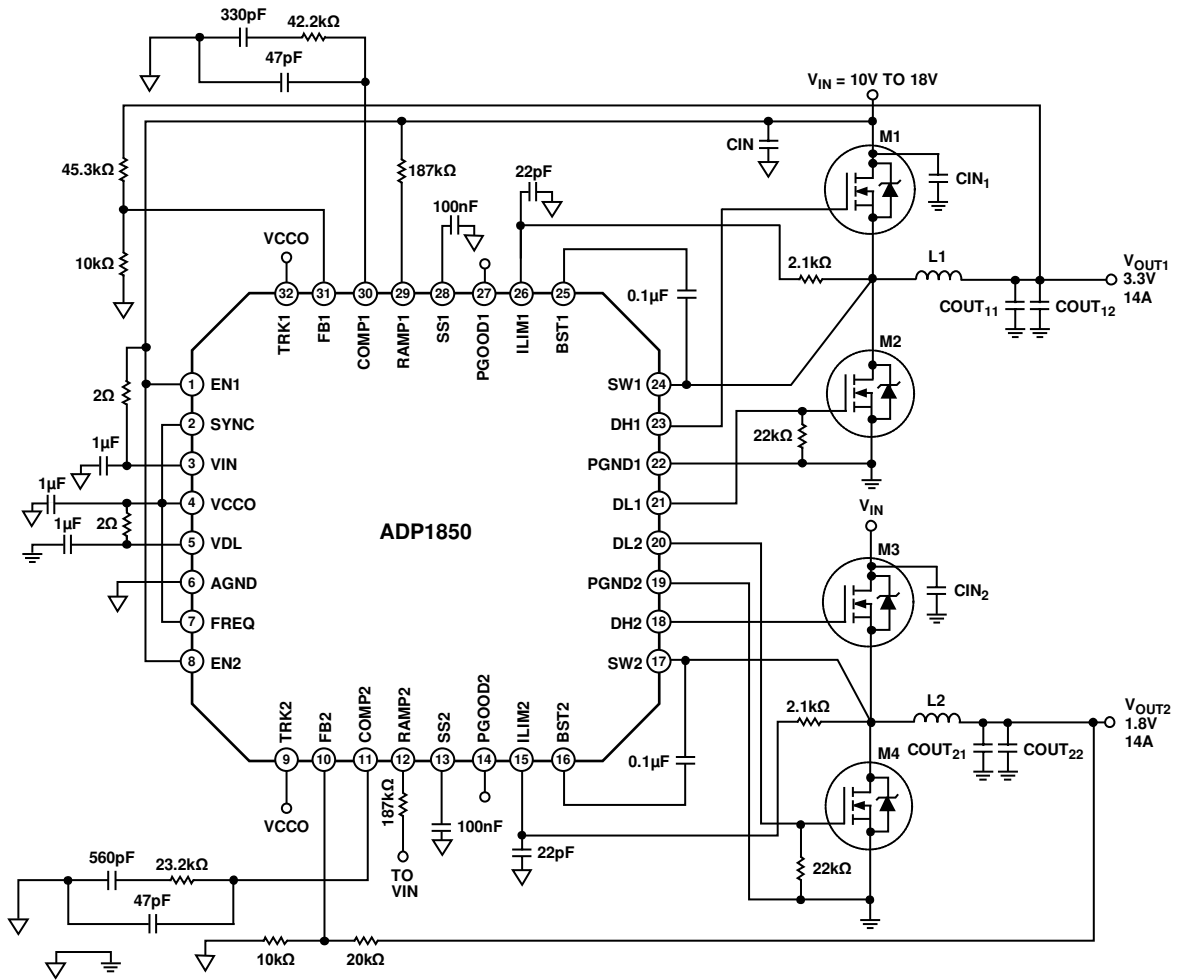 330pF
42.2kΩ
47pF
V_IN = 10V TO 18V
M1
CIN
CIN₁
45.3kΩ
187kΩ
22pF
100nF
VCCO
10kΩ
2.1kΩ
L1
V_OUT1
3.3V
14A
0.1µF
COUT₁₁
COUT₁₂
32
31
30
29
28
27
26
25
TRK1
FB1
COMP1
RAMP1
SS1
PGOOD1
ILIM1
BST1
M2
2Ω
1 EN1
SW1 24
2 SYNC
DH1 23
22kΩ
1µF
3 VIN
PGND1 22
1µF
4 VCCO
DL1 21
V_IN
2Ω
1µF
ADP1850
5 VDL
DL2 20
M3
6 AGND
PGND2 19
CIN₂
7 FREQ
DH2 18
8 EN2
SW2 17
2.1kΩ
L2
V_OUT2
1.8V
14A
TRK2
FB2
COMP2
RAMP2
SS2
PGOOD2
ILIM2
BST2
9
10
11
12
13
14
15
16
0.1µF
M4
COUT₂₁
COUT₂₂
VCCO
187kΩ
100nF
22pF
22kΩ
TO
VIN
560pF
23.2kΩ
47pF
10kΩ
20kΩ